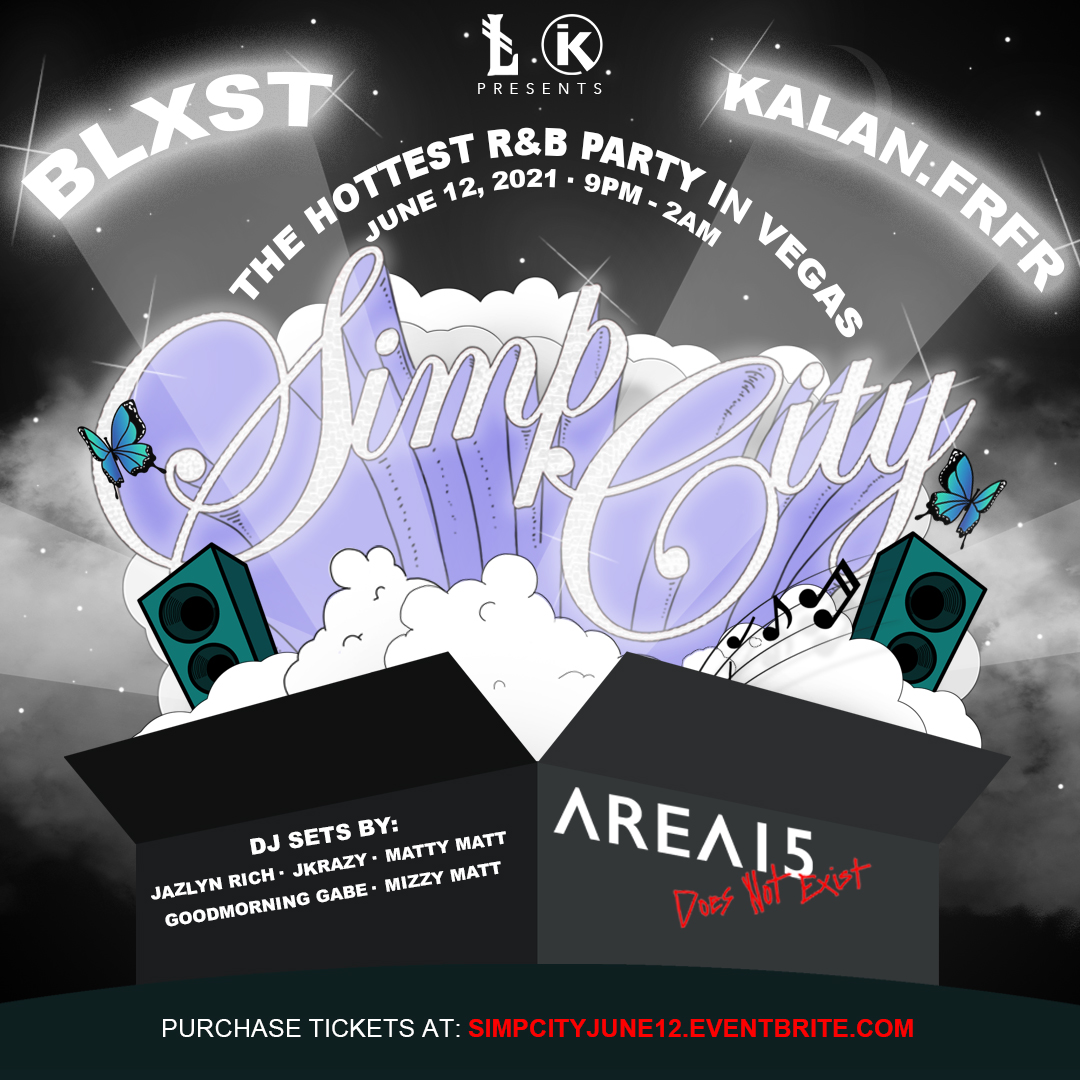 L K
PRESENTS
BLXST
KALAN:FRFR
THE HOTTEST R&B PARTY IN VEGAS
JUNE 12, 2021 · 9PM - 2AM
Simp City
DJ SETS BY:
JAZLYN RICH · JKRAZY · MATTY MATT
GOODMORNING GABE · MIZZY MATT
AREA15
Does Not Exist
PURCHASE TICKETS AT: SIMPCITYJUNE12.EVENTBRITE.COM